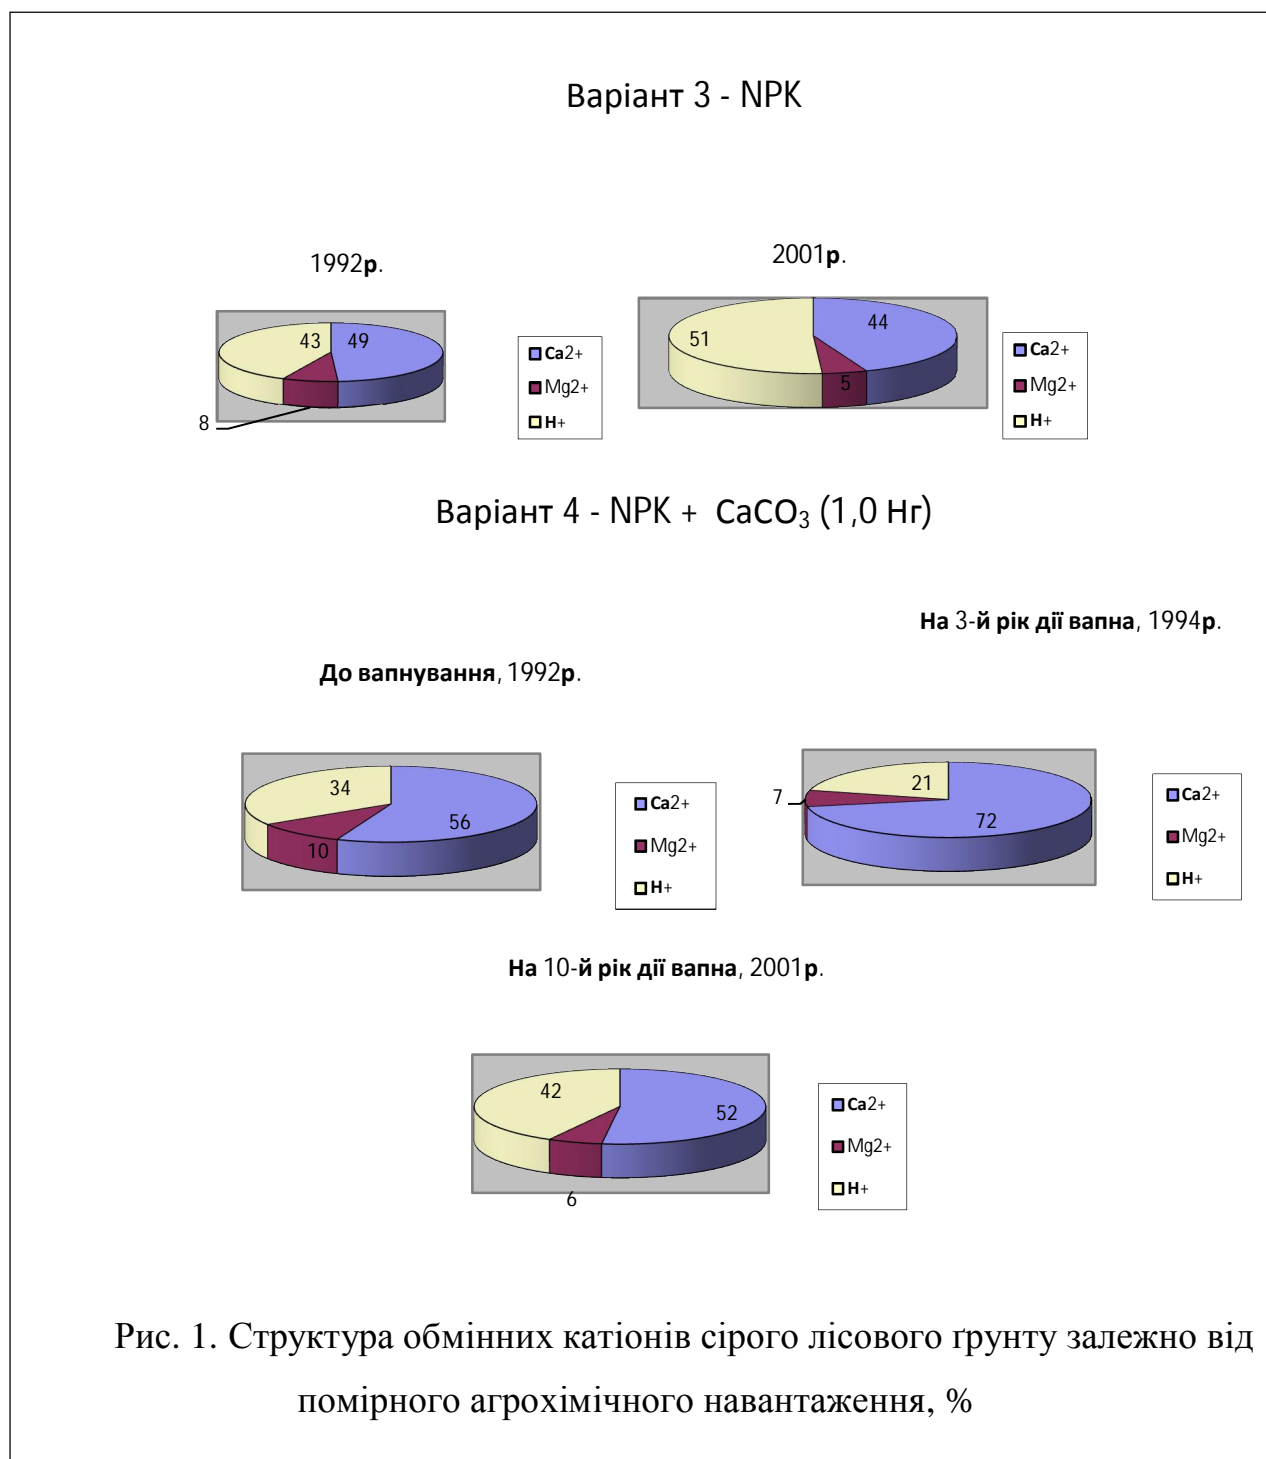 Варіант 3 - NPK
1992р.
2001р.
43
49
8
Ca2+
Mg2+
H+
51
44
5
Ca2+
Mg2+
H+
Варіант 4 - NPK + CaCO₃ (1,0 Нг)
На 3-й рік дії вапна, 1994р.
До вапнування, 1992р.
34
56
10
Ca2+
Mg2+
H+
21
7
72
Ca2+
Mg2+
H+
На 10-й рік дії вапна, 2001р.
42
52
6
Ca2+
Mg2+
H+
Рис. 1. Структура обмінних катіонів сірого лісового ґрунту залежно від
помірного агрохімічного навантаження, %